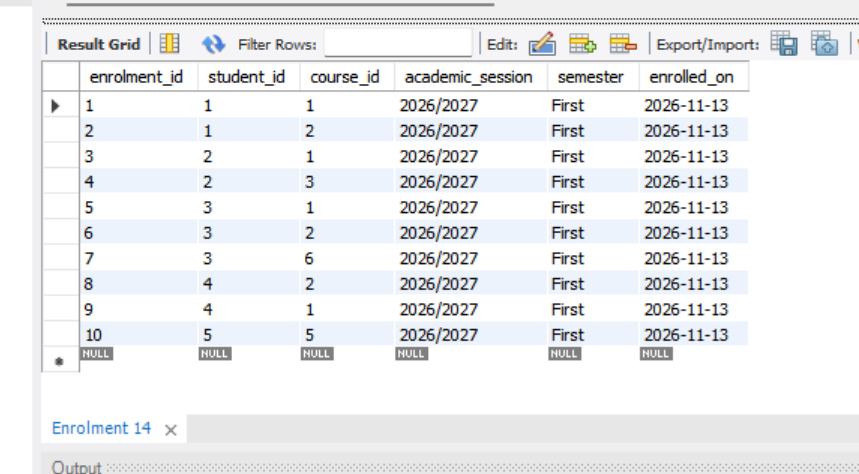 Result Grid Filter Rows: Edit: Export/Import:
enrolment_id student_id course_id academic_session semester enrolled_on
1 1 1 2026/2027 First 2026-11-13
2 1 2 2026/2027 First 2026-11-13
3 2 1 2026/2027 First 2026-11-13
4 2 3 2026/2027 First 2026-11-13
5 3 1 2026/2027 First 2026-11-13
6 3 2 2026/2027 First 2026-11-13
7 3 6 2026/2027 First 2026-11-13
8 4 2 2026/2027 First 2026-11-13
9 4 1 2026/2027 First 2026-11-13
10 5 5 2026/2027 First 2026-11-13
NULL NULL NULL NULL NULL NULL
Enrolment 14
Output